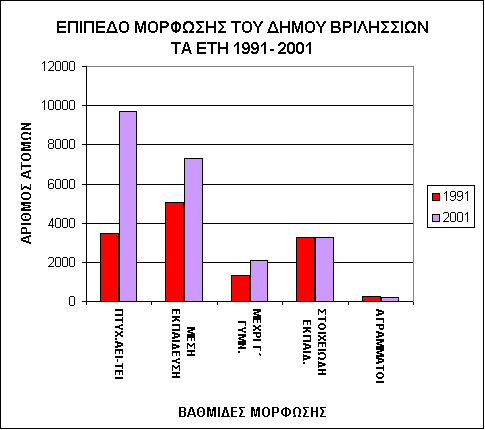 ΕΠΙΠΕΔΟ ΜΟΡΦΩΣΗΣ ΤΟΥ ΔΗΜΟΥ ΒΡΙΛΗΣΣΙΩΝ
ΤΑ ΕΤΗ 1991- 2001
ΑΡΙΘΜΟΣ ΑΤΟΜΩΝ
12000
10000
8000
6000
4000
2000
0
ΠΤΥΧ.ΑΕΙ-ΤΕΙ
ΜΕΣΗ
ΕΚΠΑΙΔΕΥΣΗ
ΜΕΧΡΙ Γ΄
ΓΥΜΝ.
ΣΤΟΙΧΕΙΩΔΗ
ΕΚΠΑΙΔ.
ΑΓΡΑΜΜΑΤΟΙ
ΒΑΘΜΙΔΕΣ ΜΟΡΦΩΣΗΣ
1991
2001